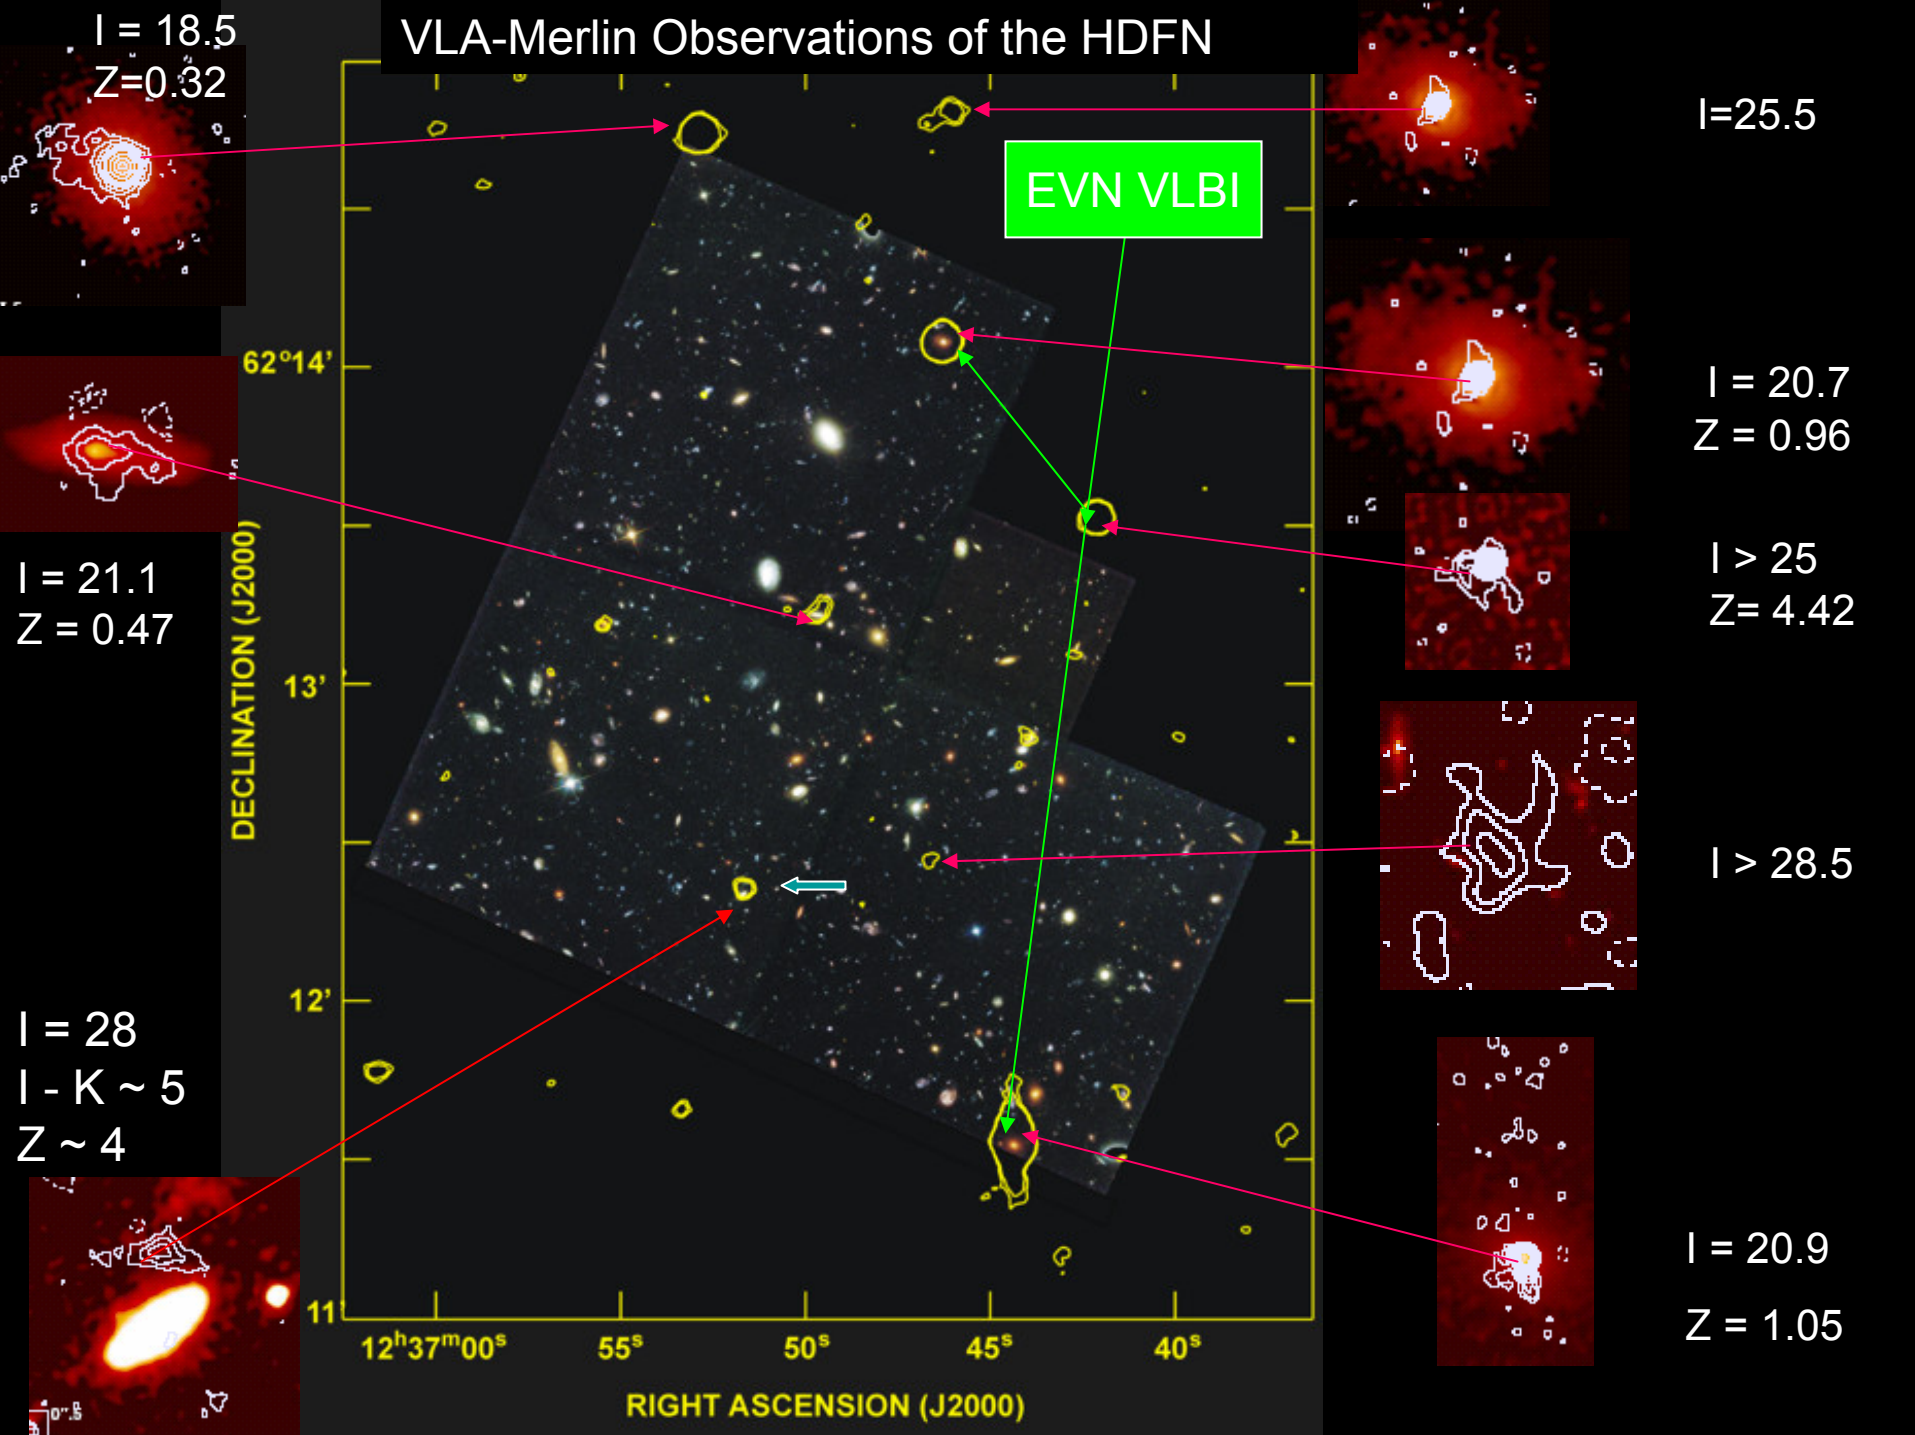 VLA-Merlin Observations of the HDFN
I = 18.5
Z=0.32
I=25.5
EVN VLBI
I = 20.7
Z = 0.96
I = 21.1
Z = 0.47
I > 25
Z= 4.42
I > 28.5
I = 28
I - K ~ 5
Z ~ 4
I = 20.9
Z = 1.05
0".5
DECLINATION (J2000)
62°14'
13'
12'
11'
12ʰ37ᵐ00ˢ
55ˢ
50ˢ
45ˢ
40ˢ
RIGHT ASCENSION (J2000)